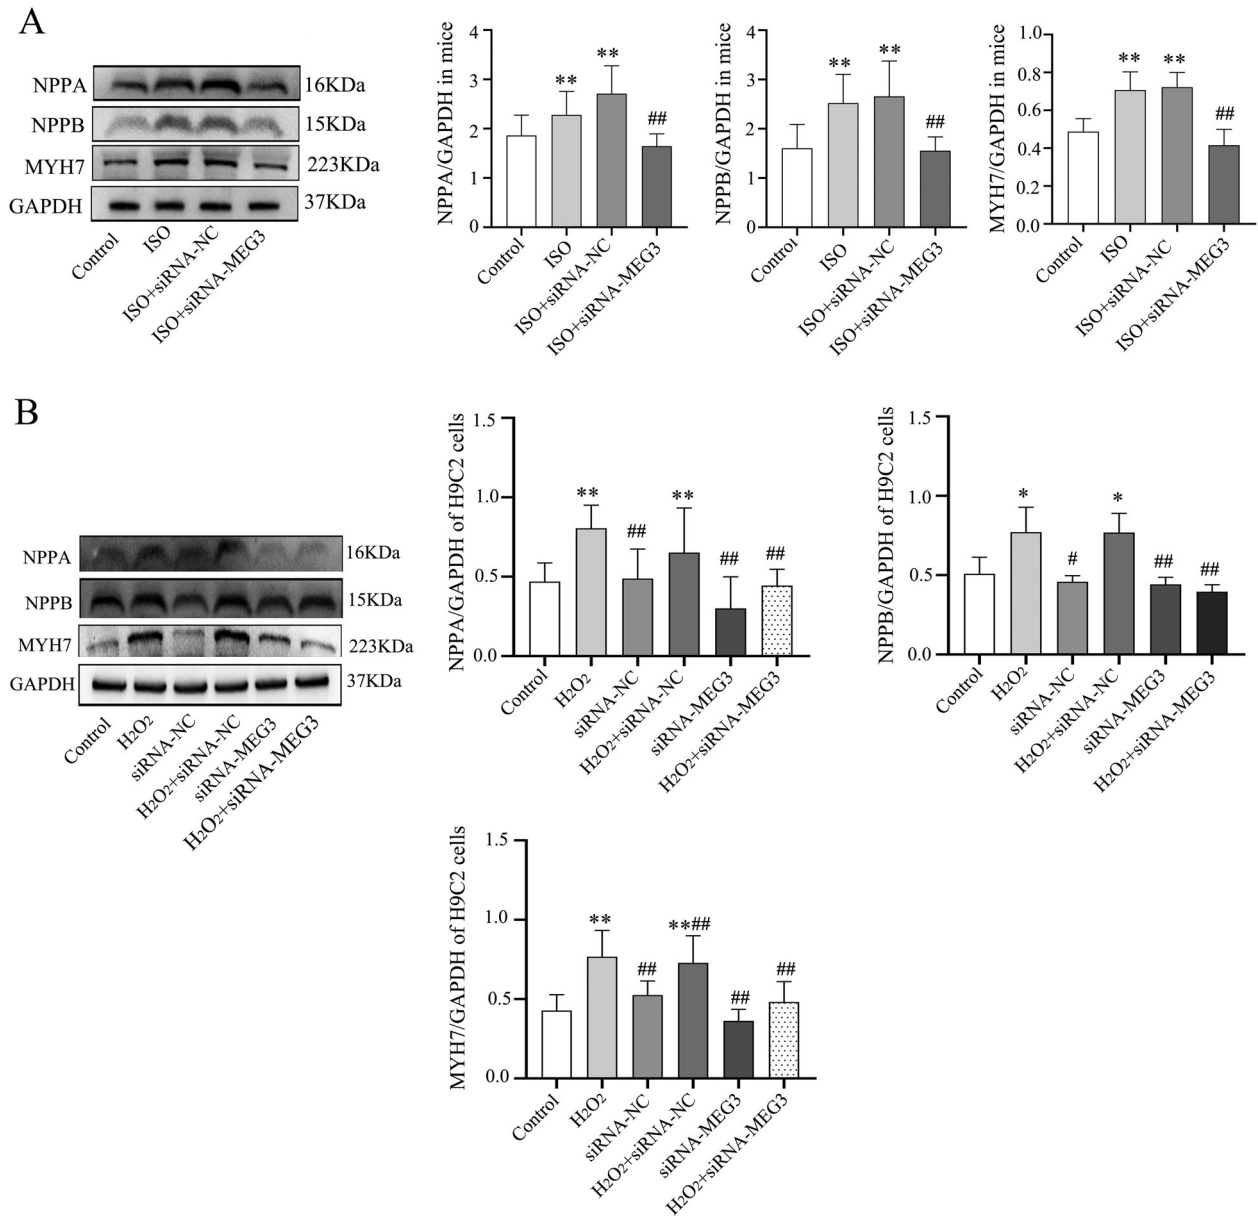 A
NPPA
16KDa
NPPB
15KDa
MYH7
223KDa
GAPDH
37KDa
Control
ISO
ISO+siRNA-NC
ISO+siRNA-MEG3
NPPA/GAPDH in mice
4
3
2
1
0
**
**
##
Control
ISO
ISO+siRNA-NC
ISO+siRNA-MEG3
NPPB/GAPDH in mice
4
3
2
1
0
**
**
##
Control
ISO
ISO+siRNA-NC
ISO+siRNA-MEG3
MYH7/GAPDH in mice
1.0
0.8
0.6
0.4
0.2
0.0
**
**
##
Control
ISO
ISO+siRNA-NC
ISO+siRNA-MEG3
B
NPPA
16KDa
NPPB
15KDa
MYH7
223KDa
GAPDH
37KDa
Control
H2O2
siRNA-NC
H2O2+siRNA-NC
siRNA-MEG3
H2O2+siRNA-MEG3
NPPA/GAPDH of H9C2 cells
1.5
1.0
0.5
0.0
**
##
**
##
##
Control
H2O2
siRNA-NC
H2O2+siRNA-NC
siRNA-MEG3
H2O2+siRNA-MEG3
NPPB/GAPDH of H9C2 cells
1.5
1.0
0.5
0.0
*
#
*
##
##
Control
H2O2
siRNA-NC
H2O2+siRNA-NC
siRNA-MEG3
H2O2+siRNA-MEG3
MYH7/GAPDH of H9C2 cells
1.5
1.0
0.5
0.0
**
##
**##
##
##
Control
H2O2
siRNA-NC
H2O2+siRNA-NC
siRNA-MEG3
H2O2+siRNA-MEG3